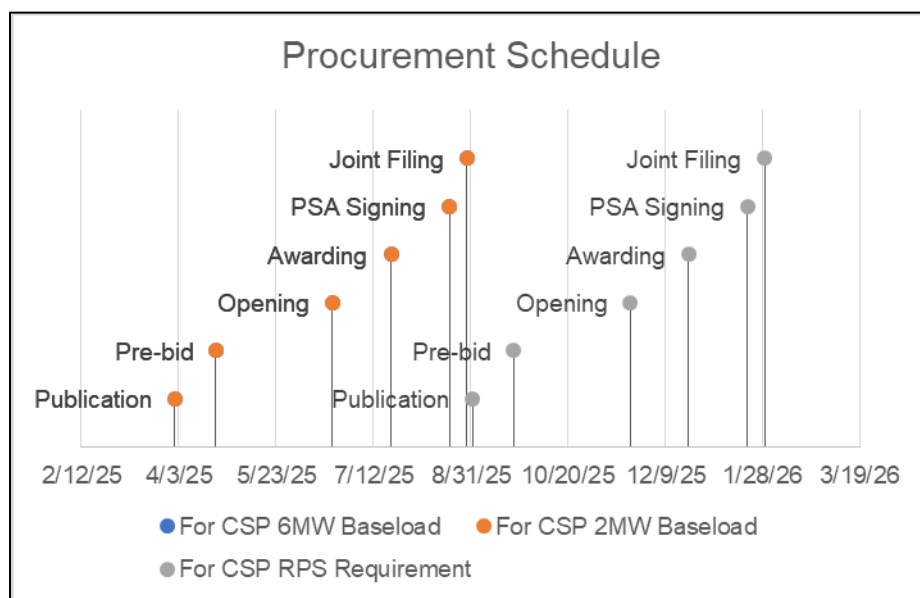 Procurement Schedule
Joint Filing Joint Filing
PSA Signing PSA Signing
Awarding Awarding
Opening Opening
Pre-bid Pre-bid
Publication Publication
2/12/25 4/3/25 5/23/25 7/12/25 8/31/25 10/20/25 12/9/25 1/28/26 3/19/26
For CSP 6MW Baseload For CSP 2MW Baseload
For CSP RPS Requirement